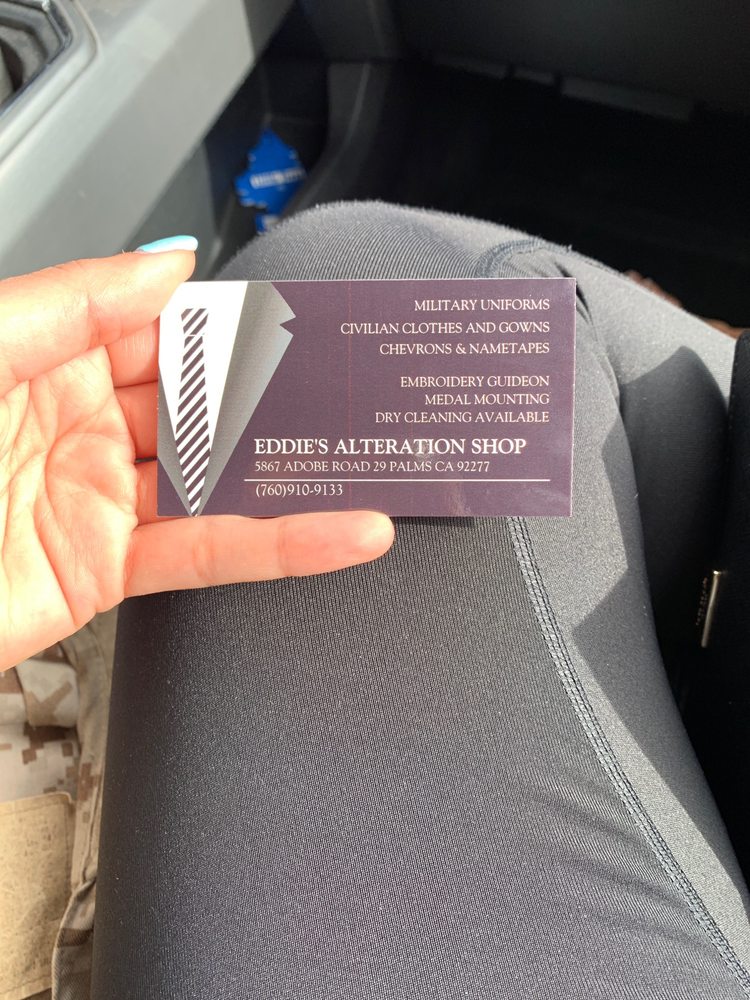 MILITARY UNIFORMS
CIVILIAN CLOTHES AND GOWNS
CHEVRONS & NAMETAPES
EMBROIDERY GUIDEON
MEDAL MOUNTING
DRY CLEANING AVAILABLE
EDDIE'S ALTERATION SHOP
5867 ADOBE ROAD 29 PALMS CA 92277
(760)910-9133